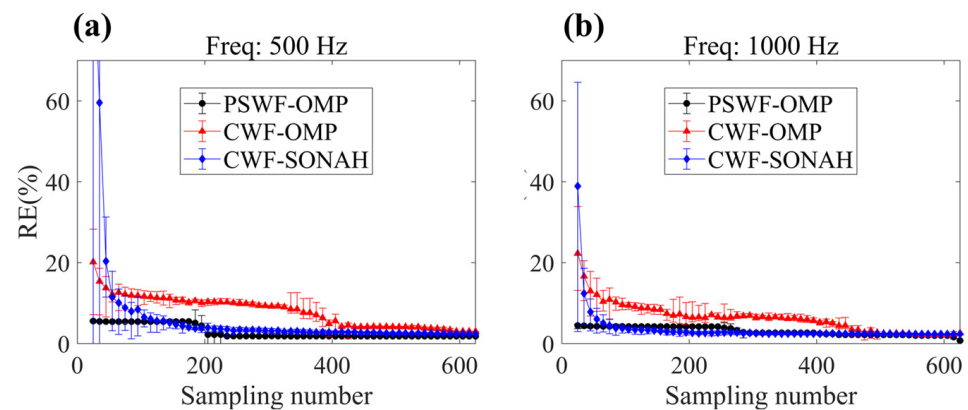 (a)
Freq: 500 Hz
RE(%)
60
40
20
0
PSWF-OMP
CWF-OMP
CWF-SONAH
0 200 400 600
Sampling number
(b)
Freq: 1000 Hz
60
40
20
0
PSWF-OMP
CWF-OMP
CWF-SONAH
0 200 400 600
Sampling number